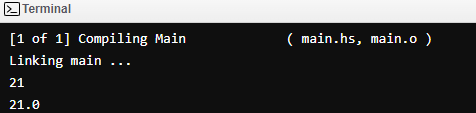 Terminal
[1 of 1] Compiling Main             ( main.hs, main.o )
Linking main ...
21
21.0